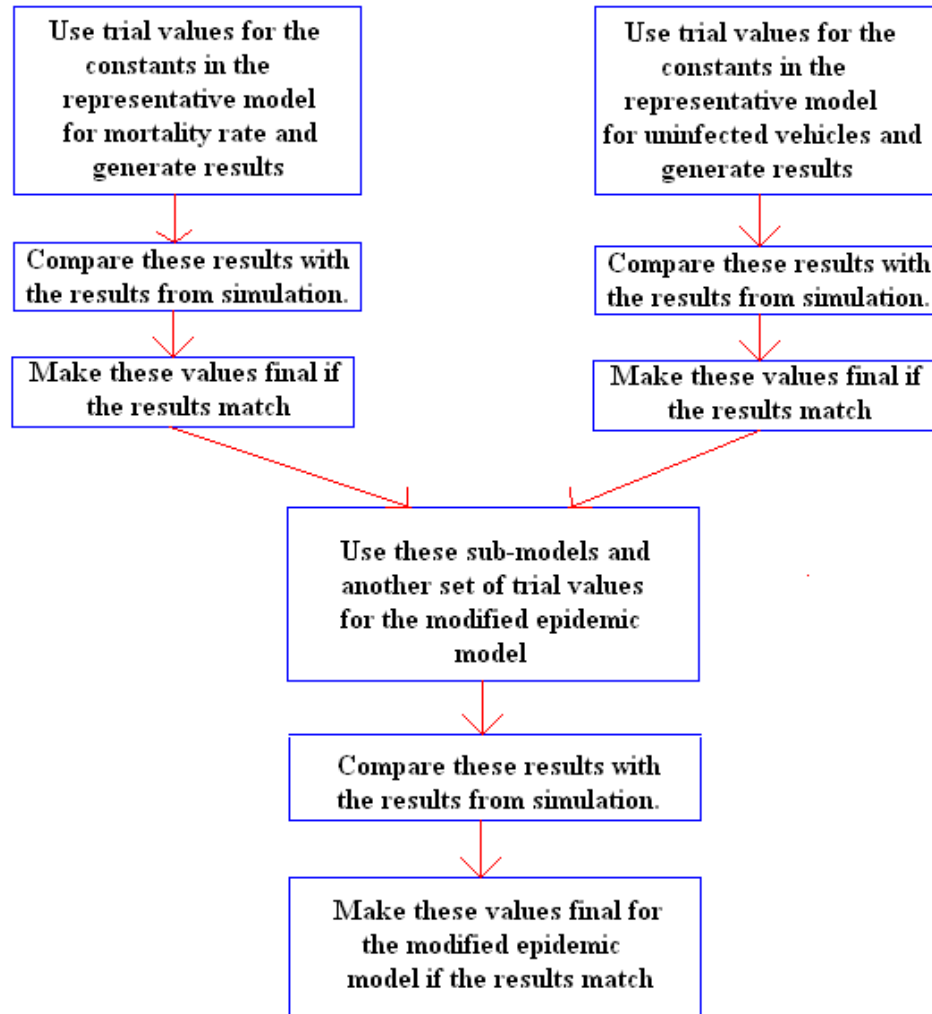 Use trial values for the
constants in the
representative model
for mortality rate and
generate results
Compare these results with
the results from simulation.
Make these values final if
the results match
Use trial values for the
constants in the
representative model
for uninfected vehicles and
generate results
Compare these results with
the results from simulation.
Make these values final if
the results match
Use these sub-models and
another set of trial values
for the modified epidemic
model
Compare these results with
the results from simulation.
Make these values final for
the modified epidemic
model if the results match